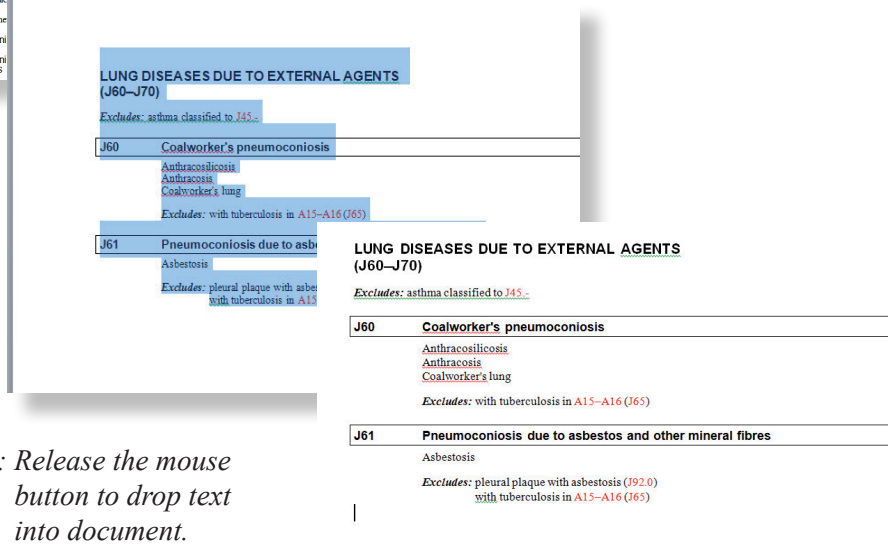 LUNG DISEASES DUE TO EXTERNAL AGENTS
(J60–J70)
Excludes: asthma classified to J45.-
J60 Coalworker's pneumoconiosis
Anthracosilicosis
Anthracosis
Coalworker's lung
Excludes: with tuberculosis in A15–A16 (J65)
J61 Pneumoconiosis due to asbe
Asbestosis
Excludes: pleural plaque with asbe
with tuberculosis in A15
LUNG DISEASES DUE TO EXTERNAL AGENTS
(J60–J70)
Excludes: asthma classified to J45.-
J60 Coalworker's pneumoconiosis
Anthracosilicosis
Anthracosis
Coalworker's lung
Excludes: with tuberculosis in A15–A16 (J65)
J61 Pneumoconiosis due to asbestos and other mineral fibres
Asbestosis
Excludes: pleural plaque with asbestosis (J92.0)
with tuberculosis in A15–A16 (J65)
: Release the mouse
button to drop text
into document.